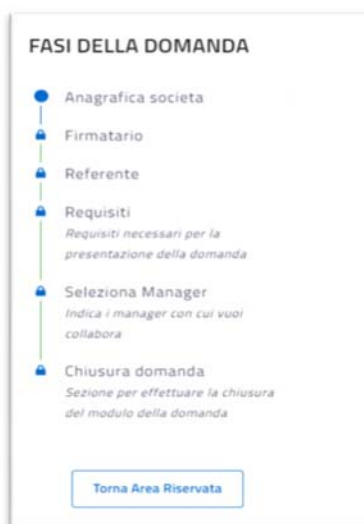 FASI DELLA DOMANDA
Anagrafica societa
Firmatario
Referente
Requisiti
Requisiti necessari per la
presentazione della domanda
Seleziona Manager
Indica i manager con cui vuoi
collabora
Chiusura domanda
Sezione per effettuare la chiusura
del modulo della domanda
Torna Area Riservata